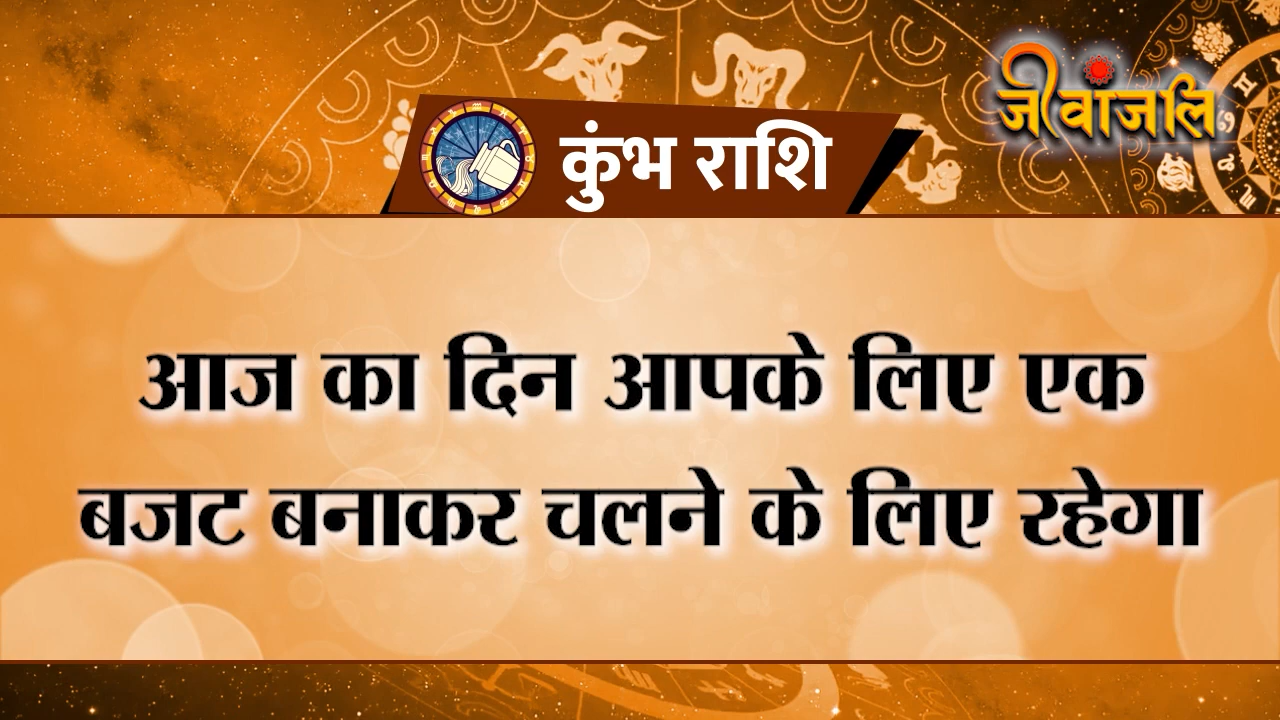 जीवांजलि
कुंभ राशि
आज का दिन आपके लिए एक
बजट बनाकर चलने के लिए रहेगा